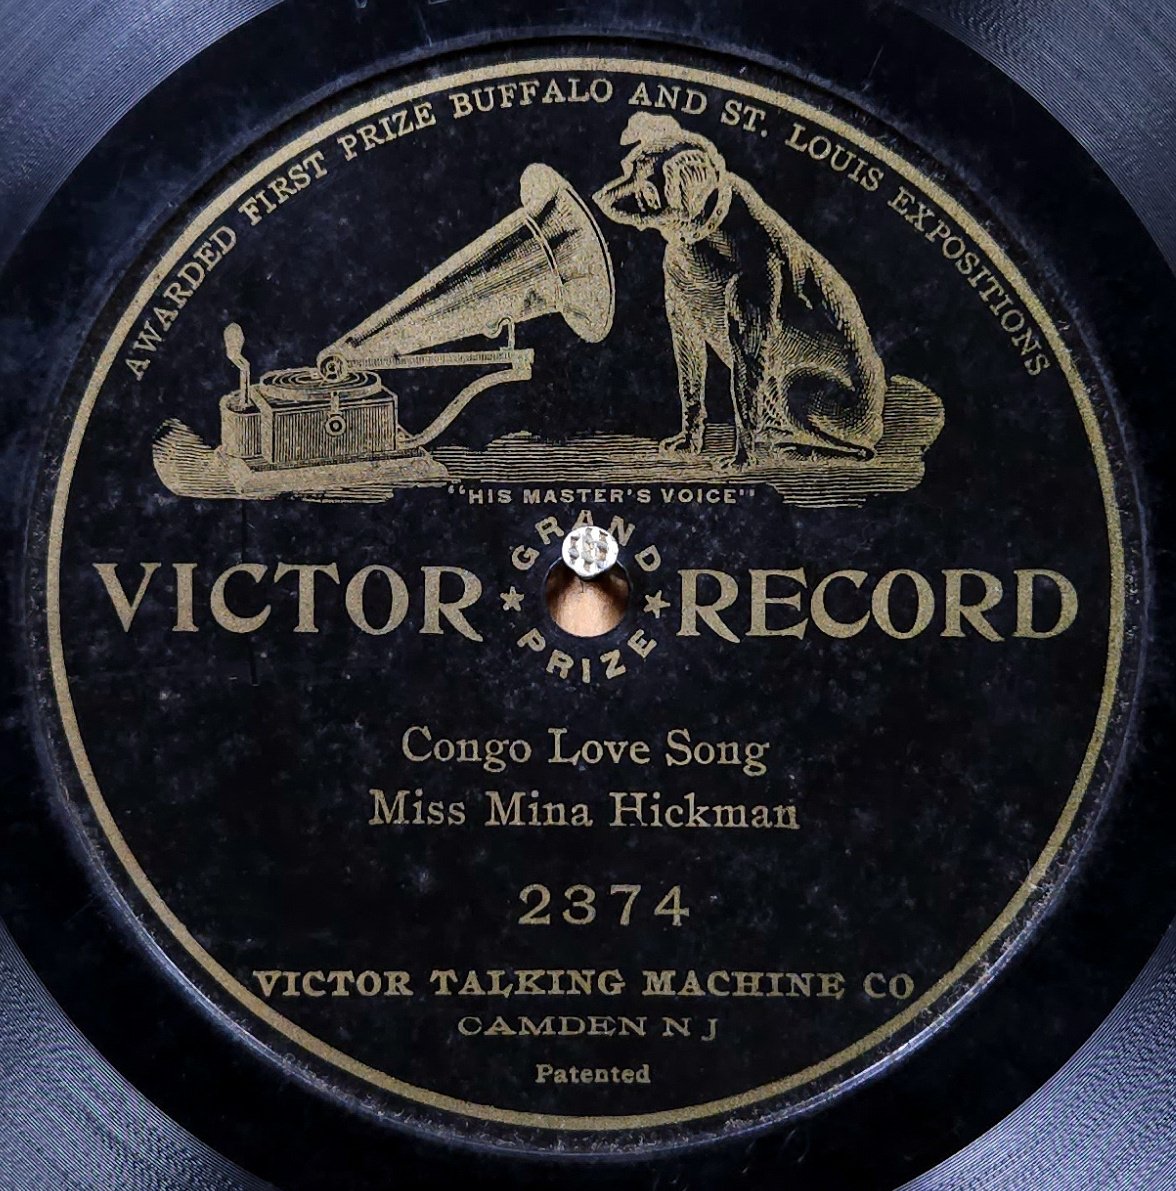 AWARDED FIRST PRIZE BUFFALO AND ST. LOUIS EXPOSITIONS
"HIS MASTER'S VOICE"
GRAND PRIZE
VICTOR RECORD
Congo Love Song
Miss Mina Hickman
2374
VICTOR TALKING MACHINE CO
CAMDEN N J
Patented